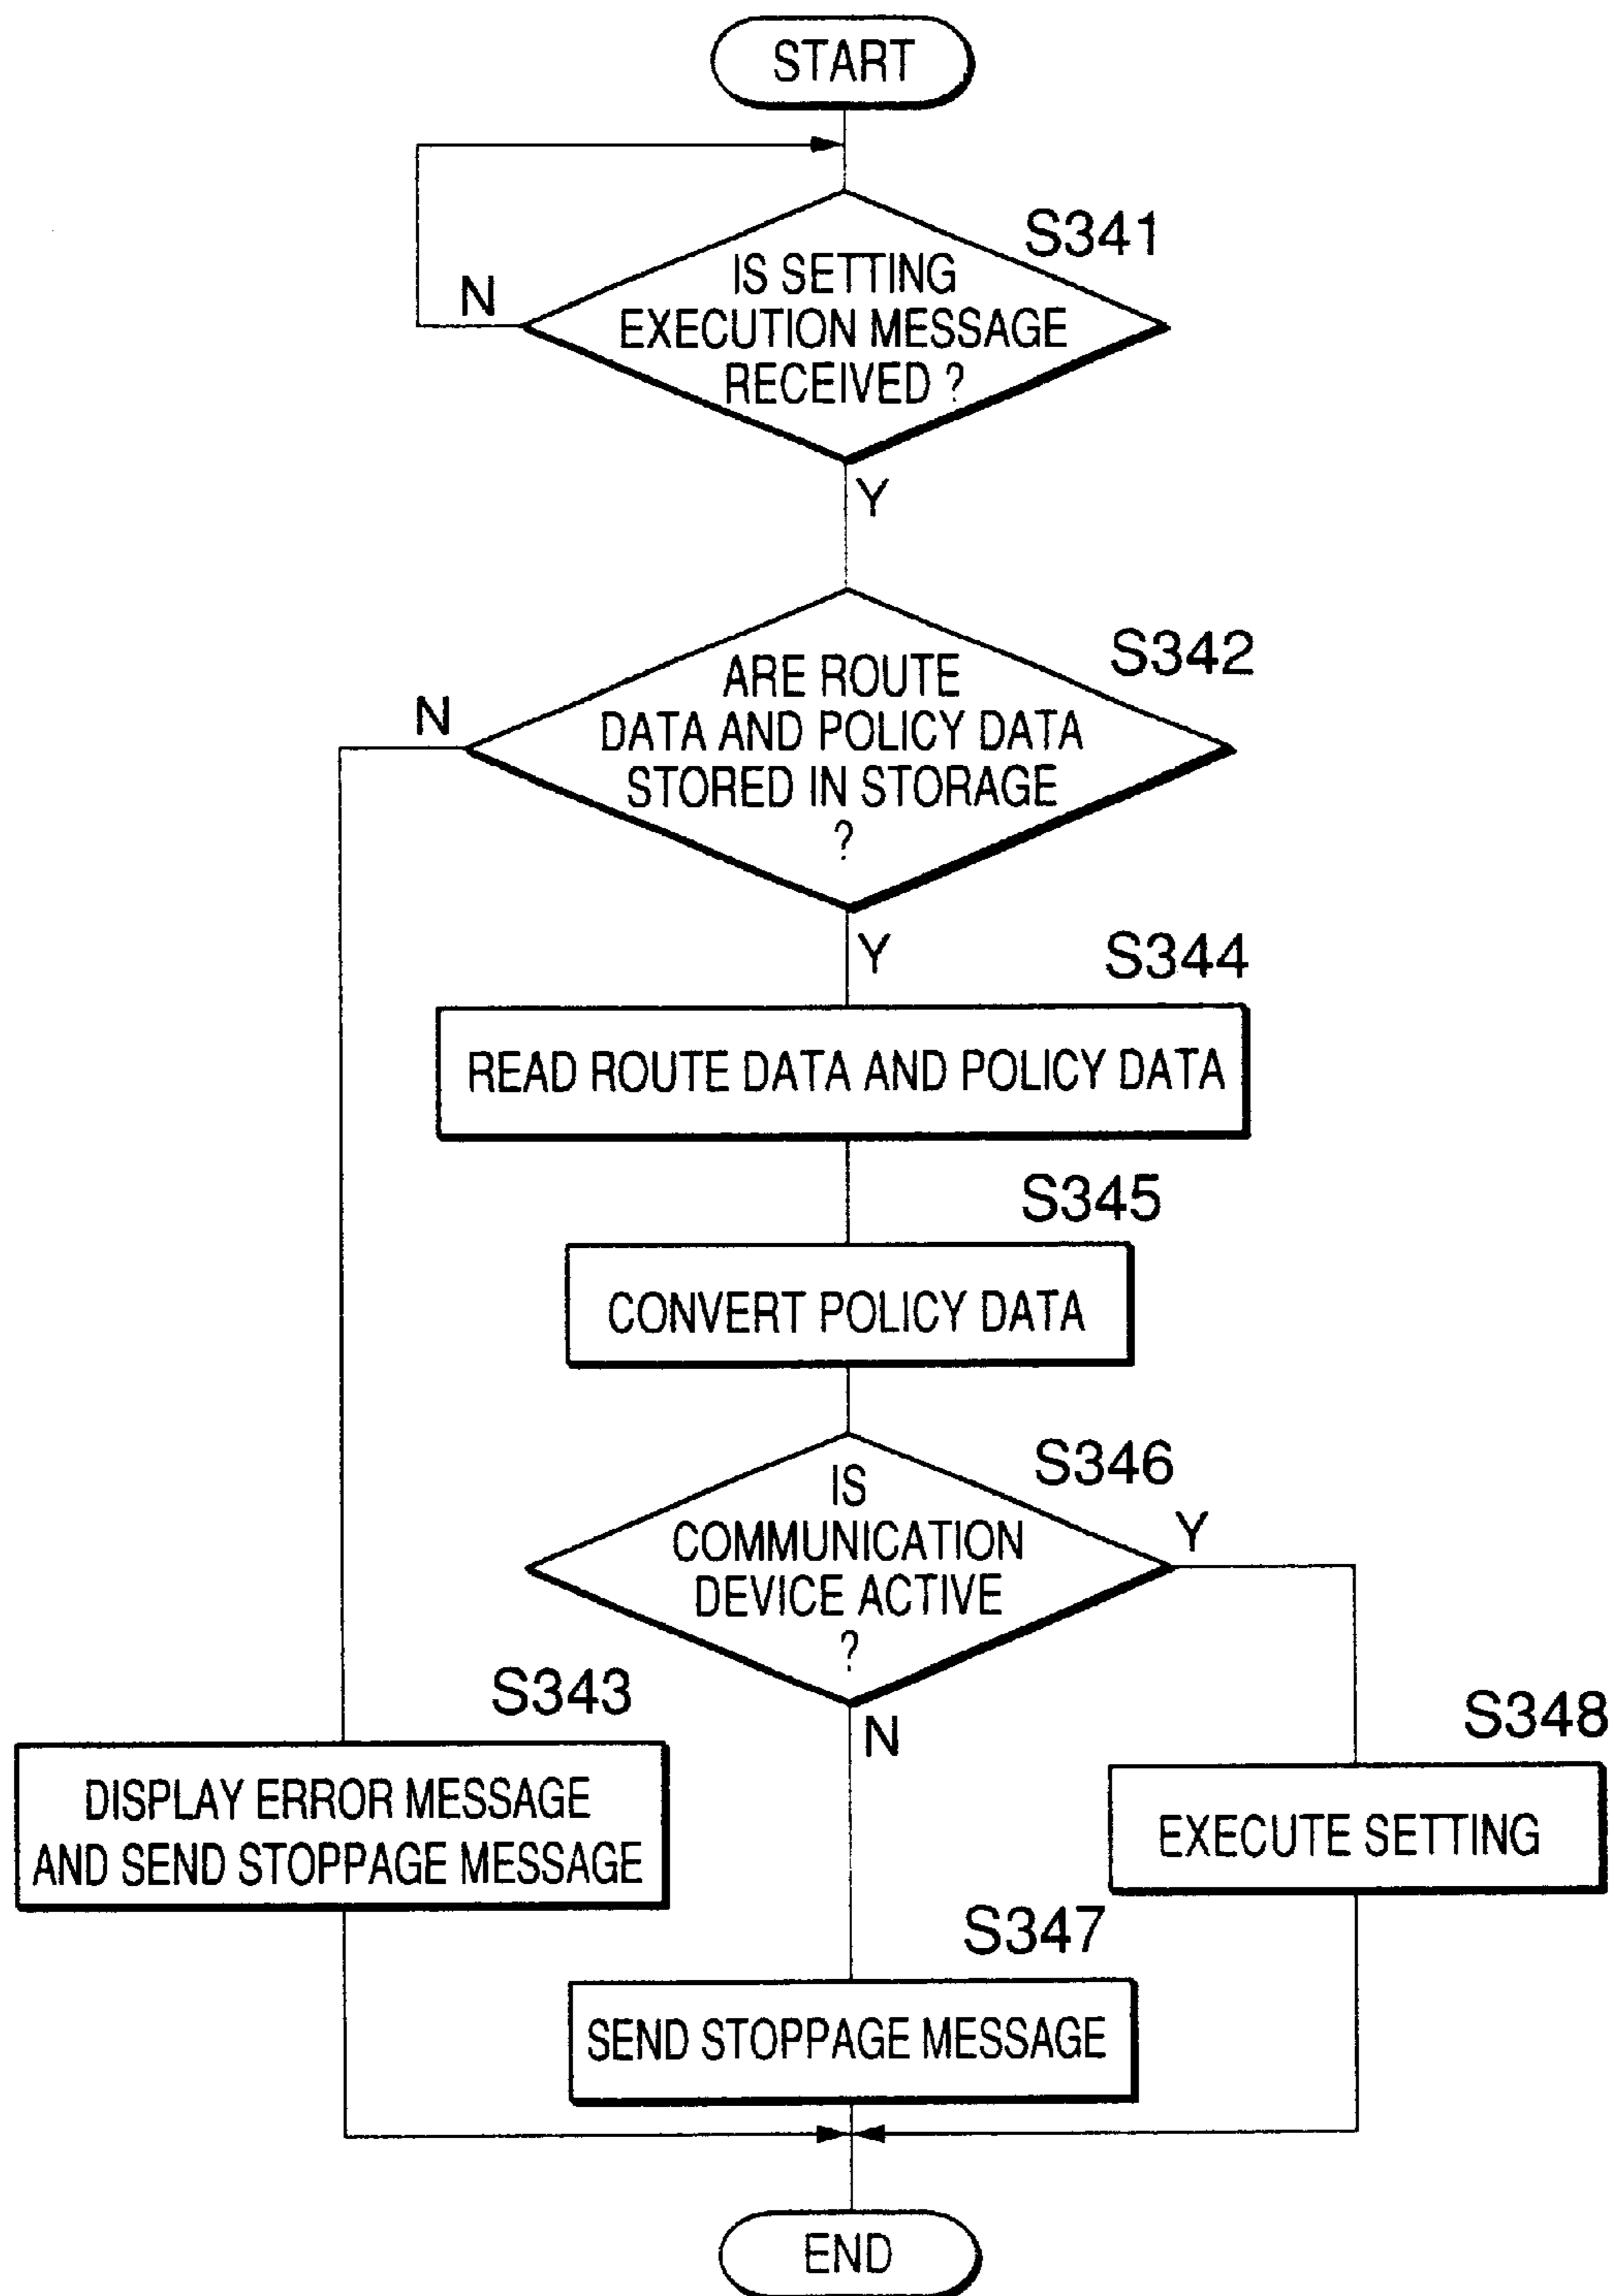 START
S341
IS SETTING
EXECUTION MESSAGE
RECEIVED ?
N
Y
S342
ARE ROUTE
DATA AND POLICY DATA
STORED IN STORAGE
?
N
Y
S344
READ ROUTE DATA AND POLICY DATA
S345
CONVERT POLICY DATA
S346
IS
COMMUNICATION
DEVICE ACTIVE
?
Y
N
S343
DISPLAY ERROR MESSAGE
AND SEND STOPPAGE MESSAGE
S348
EXECUTE SETTING
S347
SEND STOPPAGE MESSAGE
END